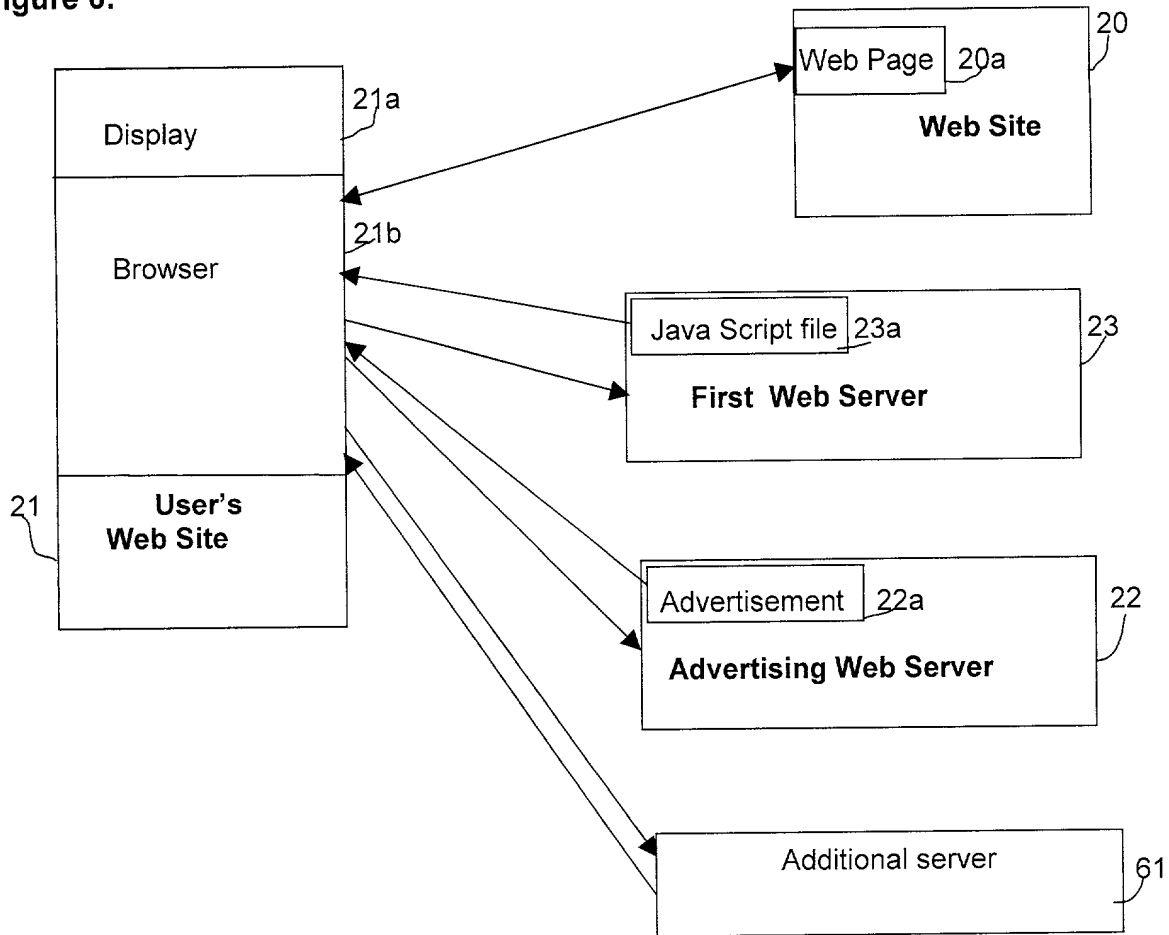 igure 6.
20
Web Page
20a
Web Site
21a
Display
21b
Browser
Java Script file
23a
23
First Web Server
21
User's
Web Site
Advertisement
22a
22
Advertising Web Server
Additional server
61